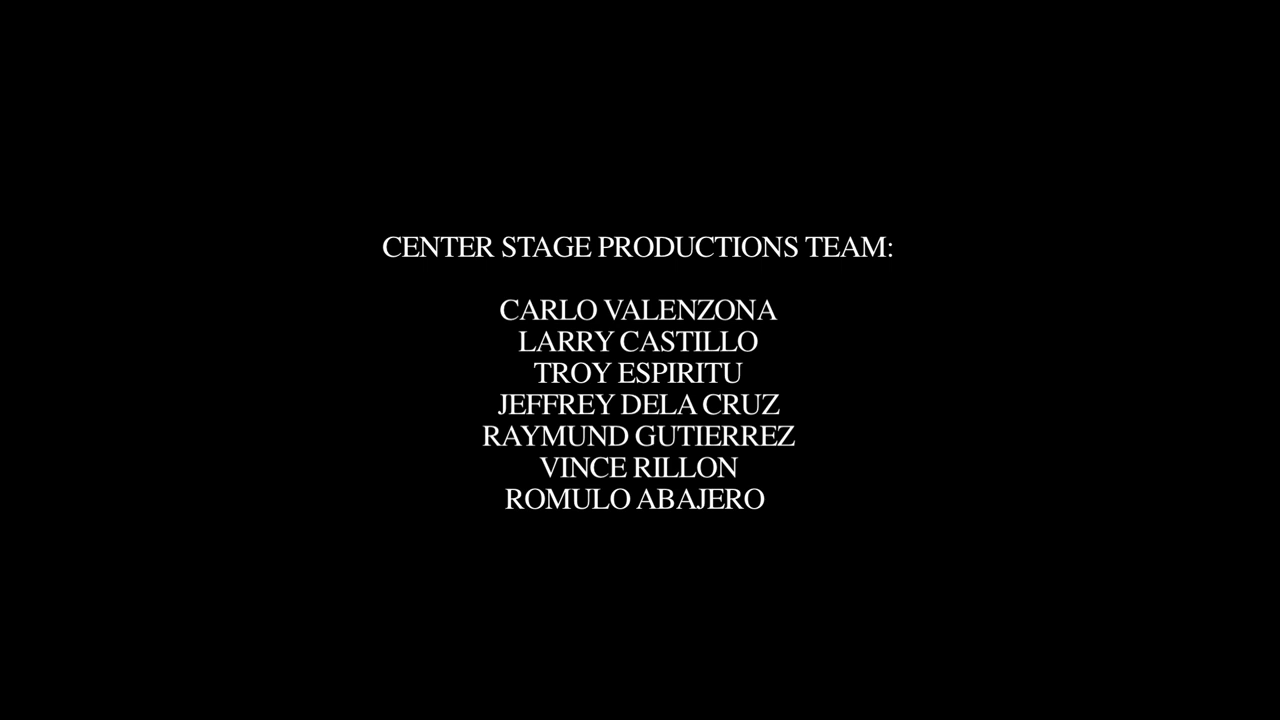 CENTER STAGE PRODUCTIONS TEAM:
CARLO VALENZONA
LARRY CASTILLO
TROY ESPIRITU
JEFFREY DELA CRUZ
RAYMUND GUTIERREZ
VINCE RILLON
ROMULO ABAJERO